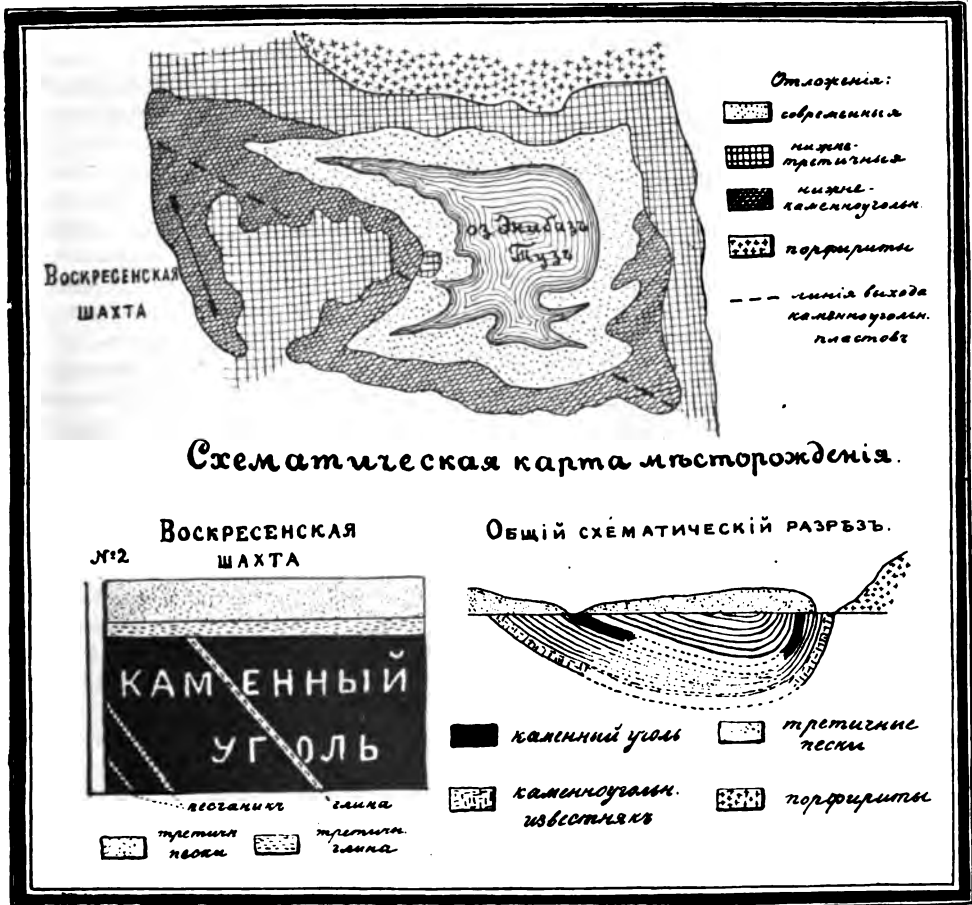 Отложенія:
современныя
нижне-
третичныя
нижне-
каменноугольн.
порфириты
линія выхода
каменноугольн.
пластовъ
оз Экибазъ
Тузъ
Воскресенская
шахта
Схематическая карта мѣсторожденія.
Воскресенская
шахта
№2
КАМЕННЫЙ
УГОЛЬ
песчаникъ
глина
третичн
пески
третичн.
глина
Общій схематическій разрѣзъ.
каменный уголь
третичные
пески
каменноугольн.
известнякъ
порфириты